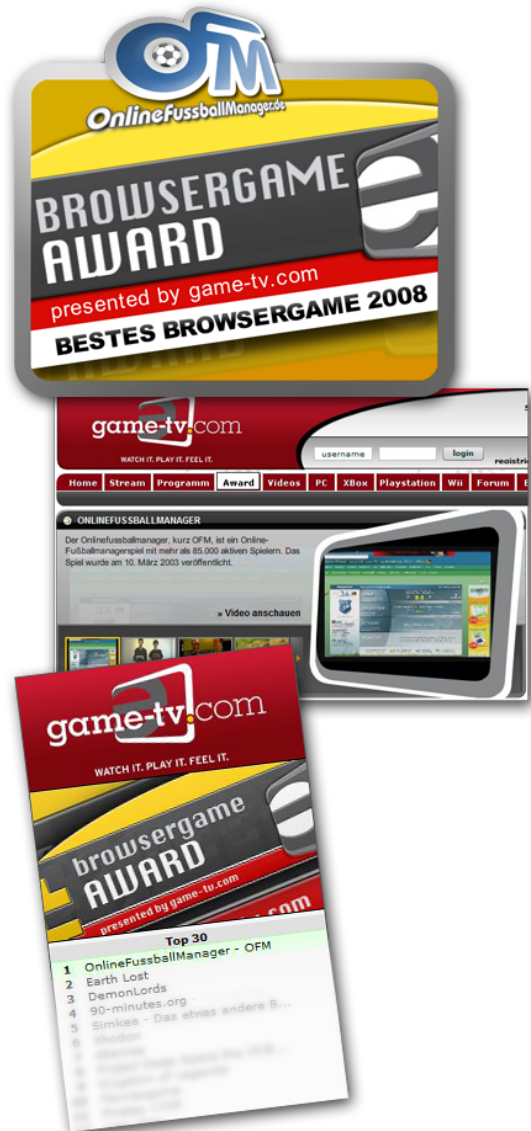 OFM
OnlineFussballManager.de
BROWSERGAME
AWARD
presented by game-tv.com
BESTES BROWSERGAME 2008
game-tv.com
WATCH IT. PLAY IT. FEEL IT.
username login
registri
Home Stream Programm Award Videos PC XBox Playstation Wii Forum
ONLINEFUSSBALLMANAGER
Der Onlinefussballmanager, kurz OFM, ist ein Online-
Fußballmanagerspiel mit mehr als 85.000 aktiven Spielern. Das
Spiel wurde am 10. März 2003 veröffentlicht.
» Video anschauen
game-tv.com
WATCH IT. PLAY IT. FEEL IT.
browsergame
AWARD
presented by game-tv.com
Top 30
1 OnlineFussballManager - OFM
2 Earth Lost
3 DemonLords
4 90-minutes.org
5 Simkea - Das etwas andere B...
6 Xhodon